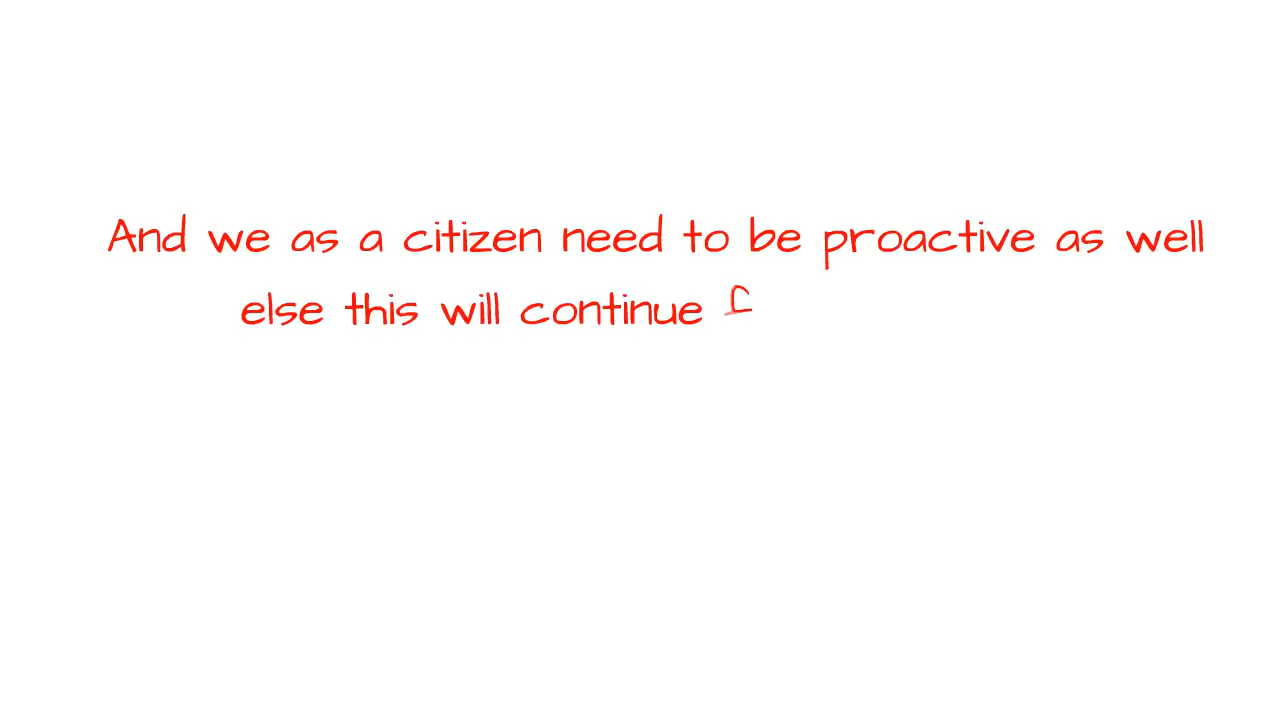 And we as a citizen need to be proactive as well
else this will continue